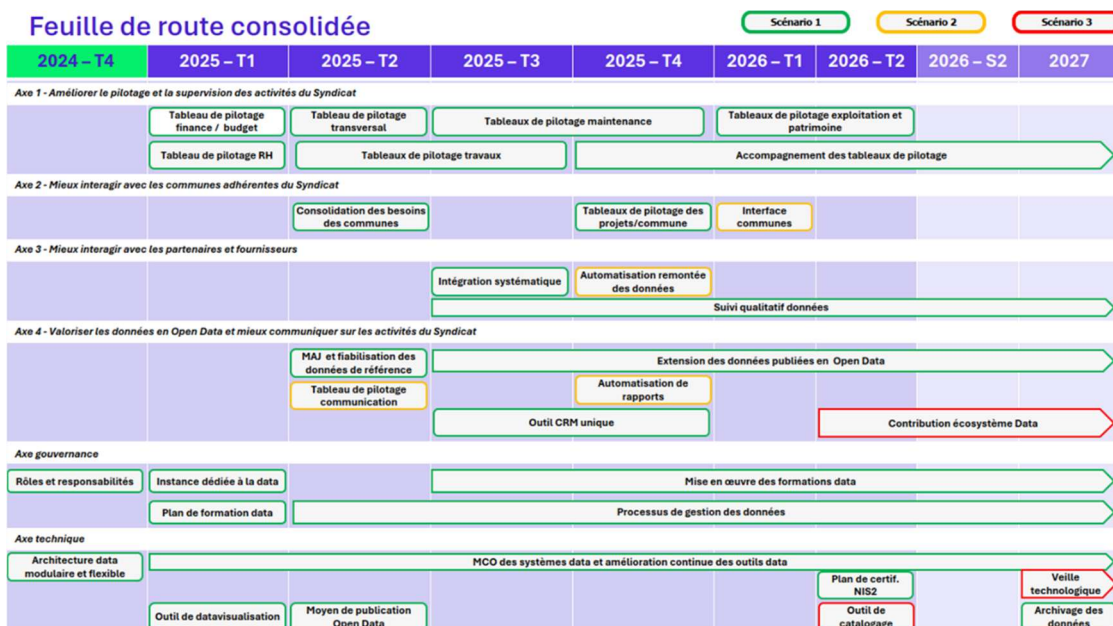 Feuille de route consolidée
Scénario 1
Scénario 2
Scénario 3
2024 – T4
2025 – T1
2025 – T2
2025 – T3
2025 – T4
2026 – T1
2026 – T2
2026 – S2
2027
Axe 1 - Améliorer le pilotage et la supervision des activités du Syndicat
Tableau de pilotage
finance / budget
Tableau de pilotage
transversal
Tableaux de pilotage maintenance
Tableaux de pilotage exploitation et
patrimoine
Tableau de pilotage RH
Tableaux de pilotage travaux
Accompagnement des tableaux de pilotage
Axe 2 - Mieux interagir avec les communes adhérentes du Syndicat
Consolidation des besoins
des communes
Tableaux de pilotage des
projets/commune
Interface
communes
Axe 3 - Mieux interagir avec les partenaires et fournisseurs
Intégration systématique
Automatisation remontée
des données
Suivi qualitatif données
Axe 4 - Valoriser les données en Open Data et mieux communiquer sur les activités du Syndicat
MAJ et fiabilisation des
données de référence
Extension des données publiées en Open Data
Tableau de pilotage
communication
Automatisation de
rapports
Outil CRM unique
Contribution écosystème Data
Axe gouvernance
Rôles et responsabilités
Instance dédiée à la data
Mise en œuvre des formations data
Plan de formation data
Processus de gestion des données
Axe technique
Architecture data
modulaire et flexible
MCO des systèmes data et amélioration continue des outils data
Plan de certif.
NIS2
Veille
technologique
Outil de datavisualisation
Moyen de publication
Open Data
Outil de
catalogage
Archivage des
données